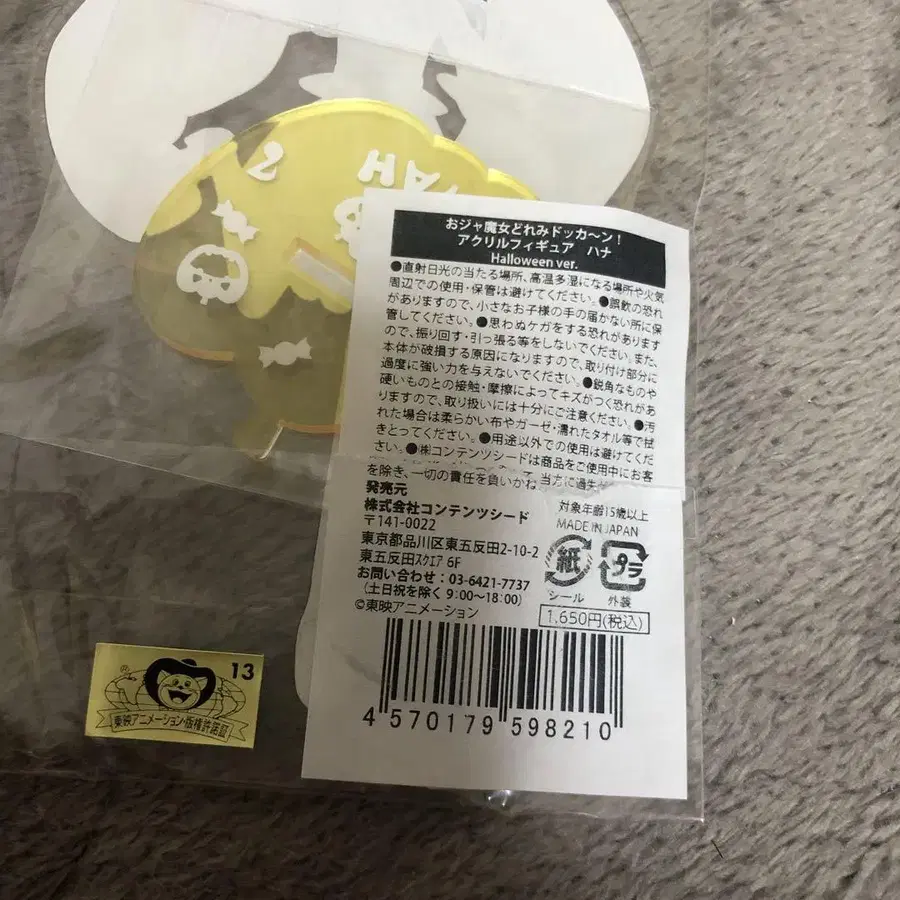 HA
おジャ魔女どれみドッカ〜ン！
アクリルフィギュア　ハナ
Halloween ver.
●直射日光の当たる場所、高温多湿になる場所や火気
周辺での使用・保管は避けてください。●誤飲の恐れ
がありますので、小さなお子様の手の届かない所に保
管してください。●思わぬケガをする恐れがあります
ので、振り回す・引っ張る等をしないでください。また、
本体が破損する原因になりますので、取り付け部分に
過度に強い力を与えないでください。●鋭角なものや
硬いものとの接触・摩擦によってキズがつく恐れがあ
りますので、取り扱いには十分にご注意ください。●汚
れた場合は柔らかい布やガーゼ・濡れたタオル等で拭
きとってください。●用途以外での使用は避けてくだ
さい。●㈱コンテンツシードは商品をご使用中にお客
を除き、一切の責任を負いかね
当方に過失
発売元
株式会社コンテンツシード
〒141-0022
東京都品川区東五反田2-10-2
東五反田スクエア 6F
お問い合わせ：03-6421-7737
（土日祝を除く 9:00〜18:00）
©東映アニメーション
対象年齢15歳以上
MADE IN JAPAN
紙
プラ
シール
外装
1,650円(税込)
4 570179 598210
13
東映アニメーション・版権許諾証